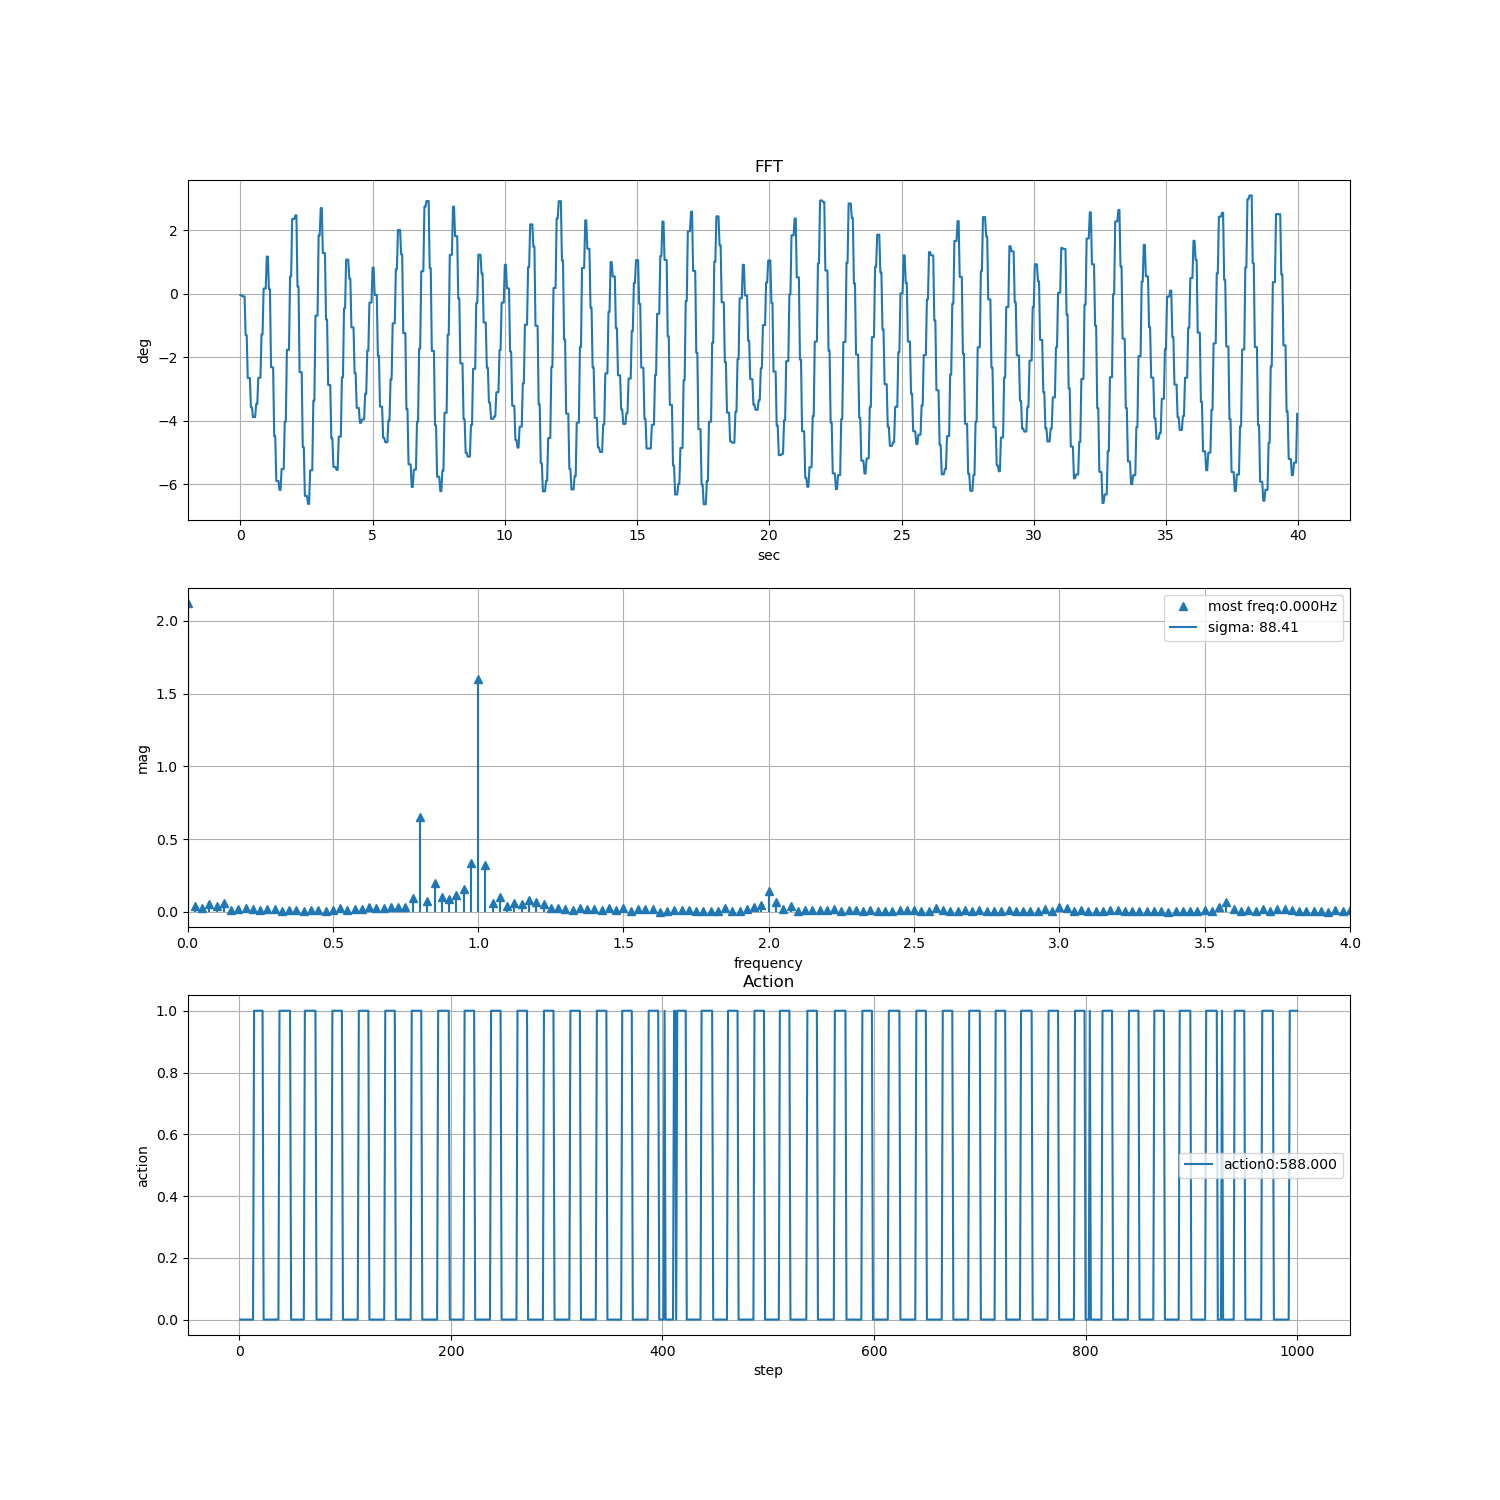 FFT
2
0
−2
−4
−6
deg
0 5 10 15 20 25 30 35 40
sec
most freq:0.000Hz
sigma: 88.41
2.0
1.5
1.0
0.5
0.0
mag
0.0 0.5 1.0 1.5 2.0 2.5 3.0 3.5 4.0
frequency
Action
1.0
0.8
0.6
0.4
0.2
0.0
action
action0:588.000
0 200 400 600 800 1000
step